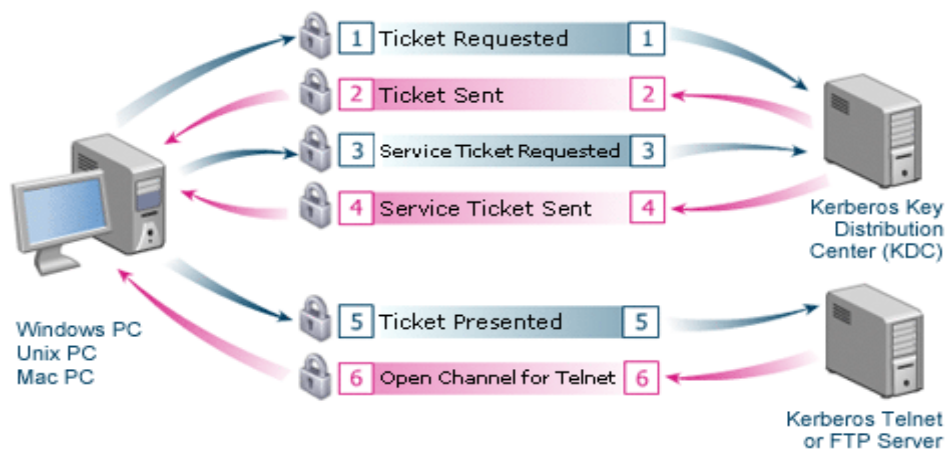 1 Ticket Requested 1
2 Ticket Sent 2
3 Service Ticket Requested 3
4 Service Ticket Sent 4
Kerberos Key
Distribution
Center (KDC)
Windows PC
Unix PC
Mac PC
5 Ticket Presented 5
6 Open Channel for Telnet 6
Kerberos Telnet
or FTP Server